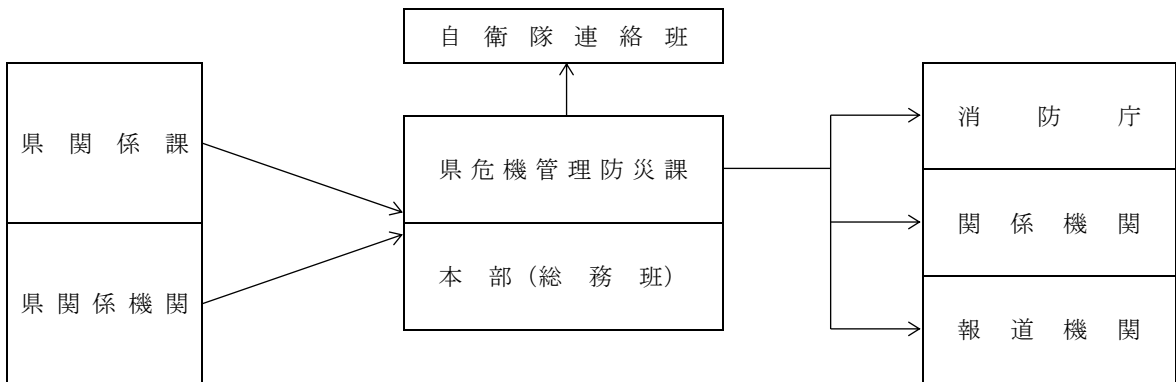 自衛隊連絡班
県関係課
県関係機関
県危機管理防災課
本部(総務班)
消防庁
関係機関
報道機関